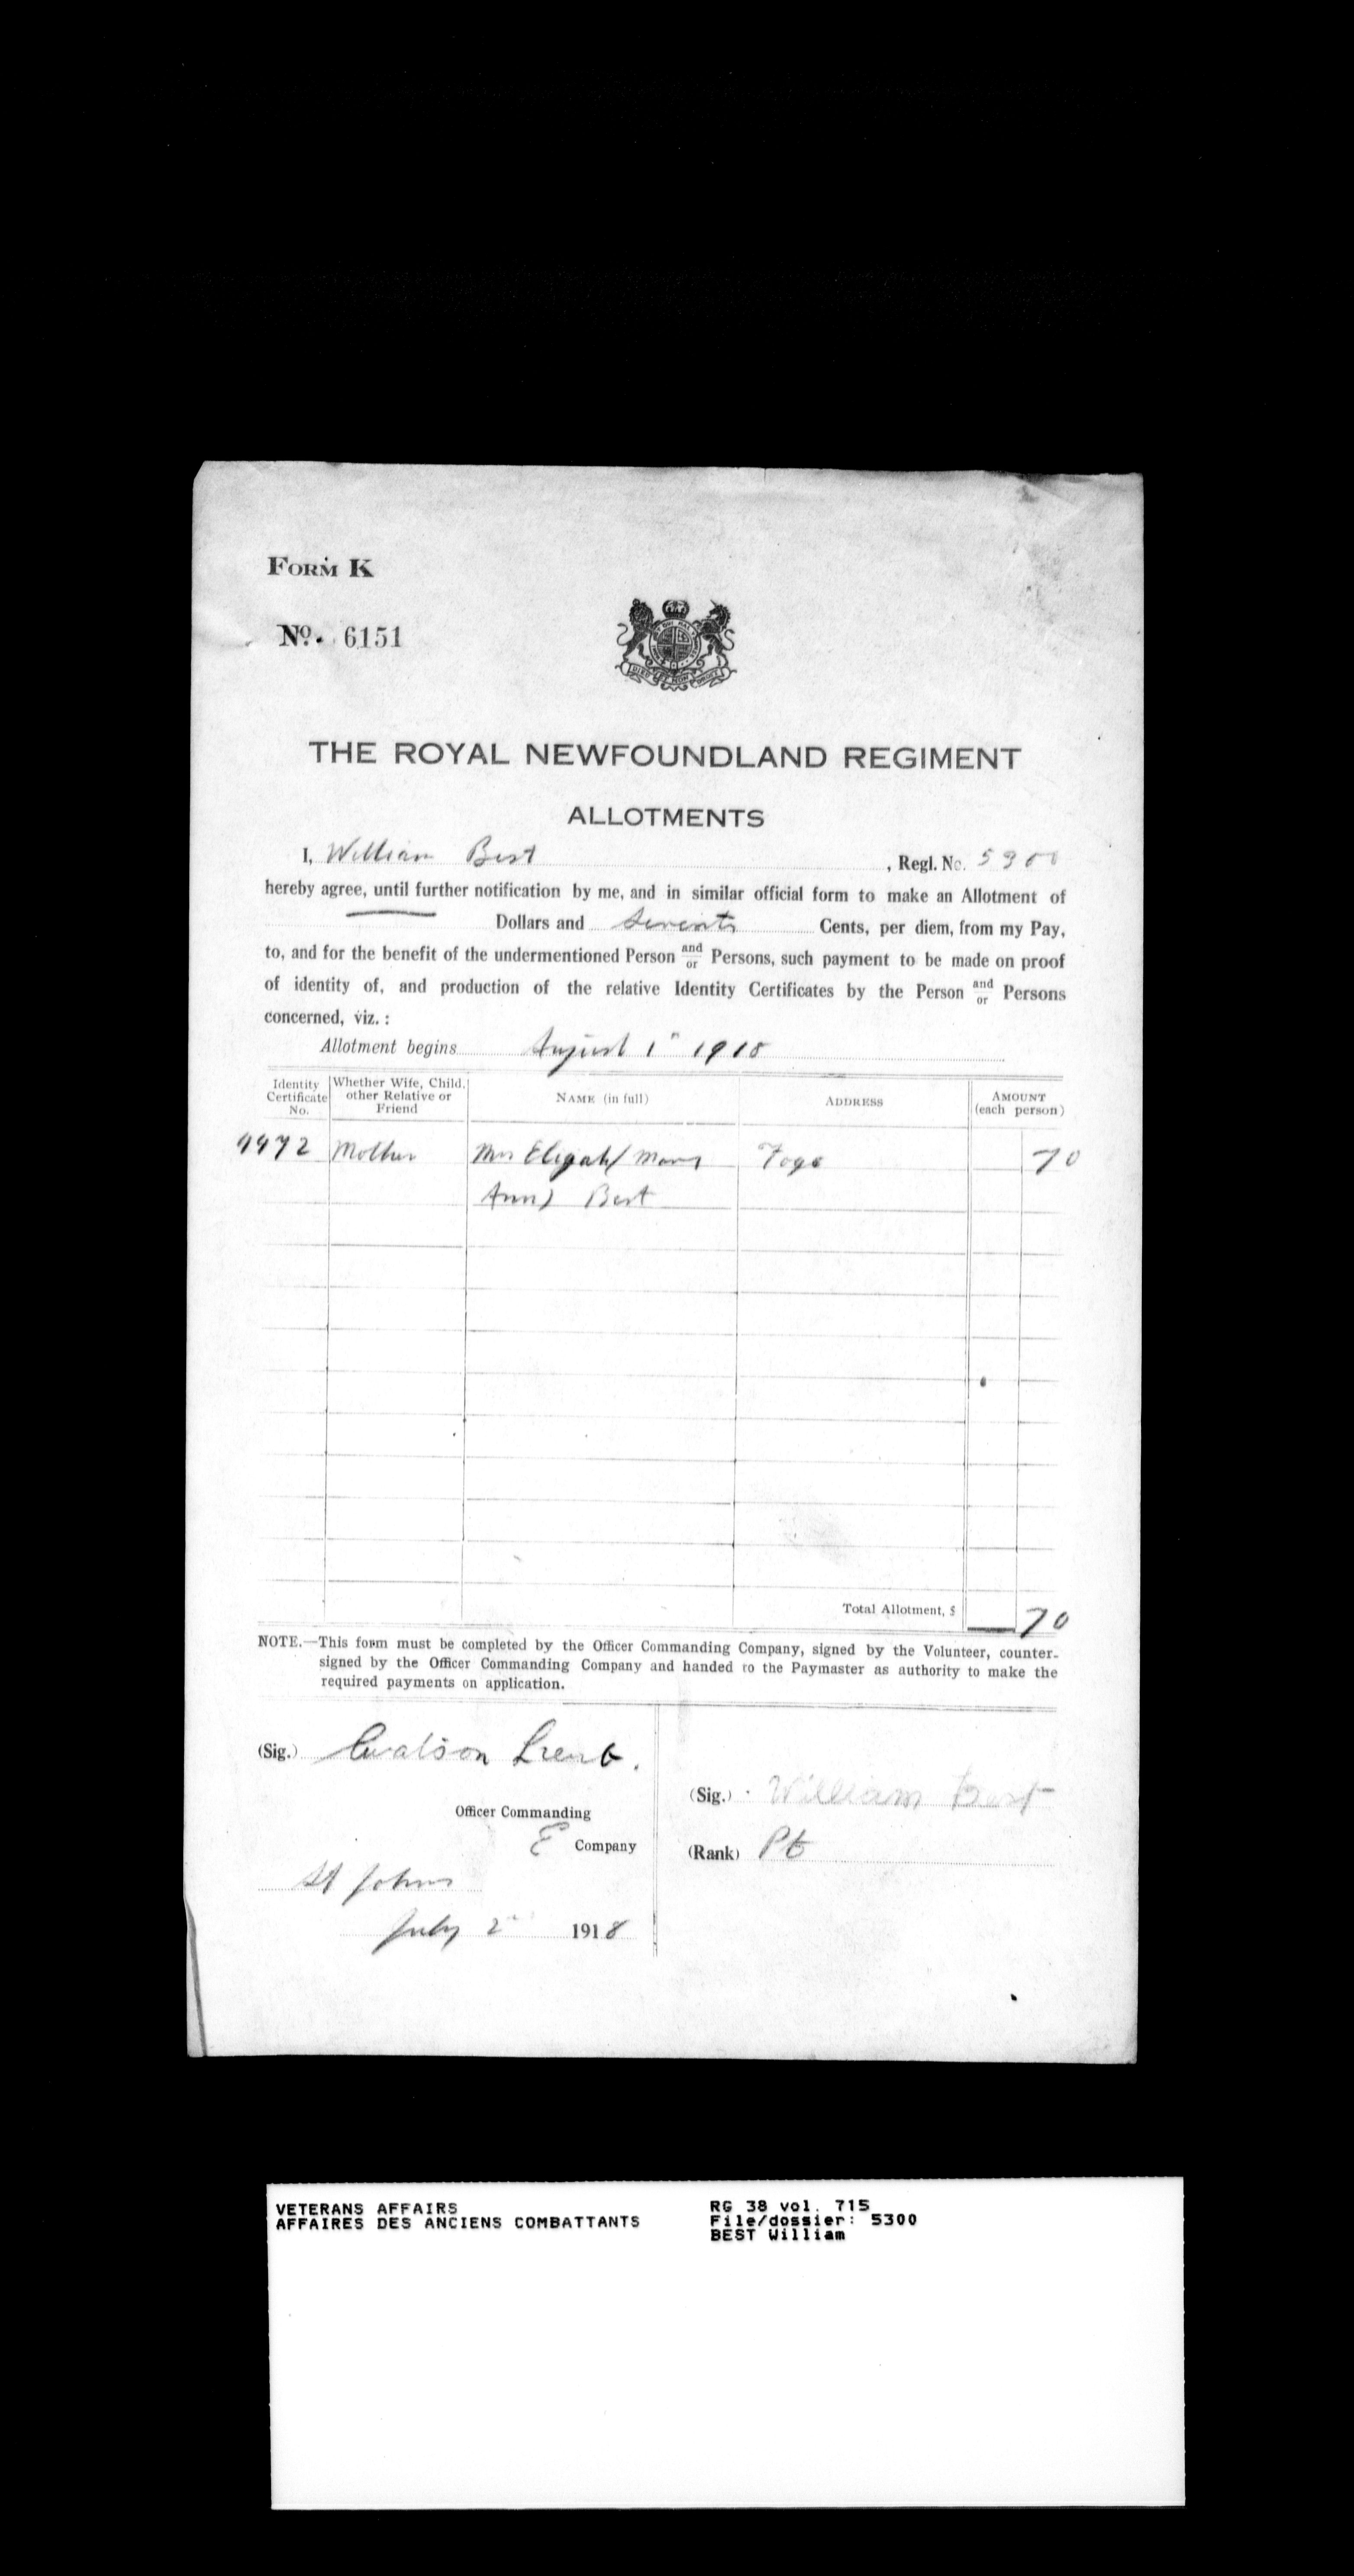 FORM K
No. 6151
THE ROYAL NEWFOUNDLAND REGIMENT
ALLOTMENTS
I, William Best, Regl. No. 5300
hereby agree, until further notification by me, and in similar official form to make an Allotment of
Dollars and Seventy Cents, per diem, from my Pay,
to, and for the benefit of the undermentioned Person and/or Persons, such payment to be made on proof
of identity of, and production of the relative Identity Certificates by the Person and/or Persons
concerned, viz. :
Allotment begins August 1st 1918
Identity Certificate No. Whether Wife, Child, other Relative or Friend NAME (in full) ADDRESS AMOUNT (each person)
4472 Mother Mrs Elijah (Mary Fogo 70
Ann) Best
Total Allotment, $ 70
NOTE.—This form must be completed by the Officer Commanding Company, signed by the Volunteer, counter-
signed by the Officer Commanding Company and handed to the Paymaster as authority to make the
required payments on application.
(Sig.) Watson Lieut.
Officer Commanding
E Company
St Johns
July 2nd 1918
(Sig.) William Best
(Rank) Pte
VETERANS AFFAIRS
AFFAIRES DES ANCIENS COMBATTANTS
RG 38 vol. 715
File/dossier: 5300
BEST William